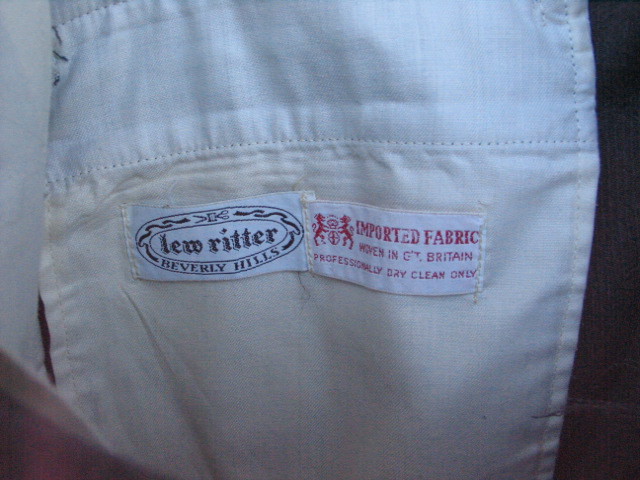 lew ritter
BEVERLY HILLS
IMPORTED FABRIC
WOVEN IN GT. BRITAIN
PROFESSIONALLY DRY CLEAN ONLY